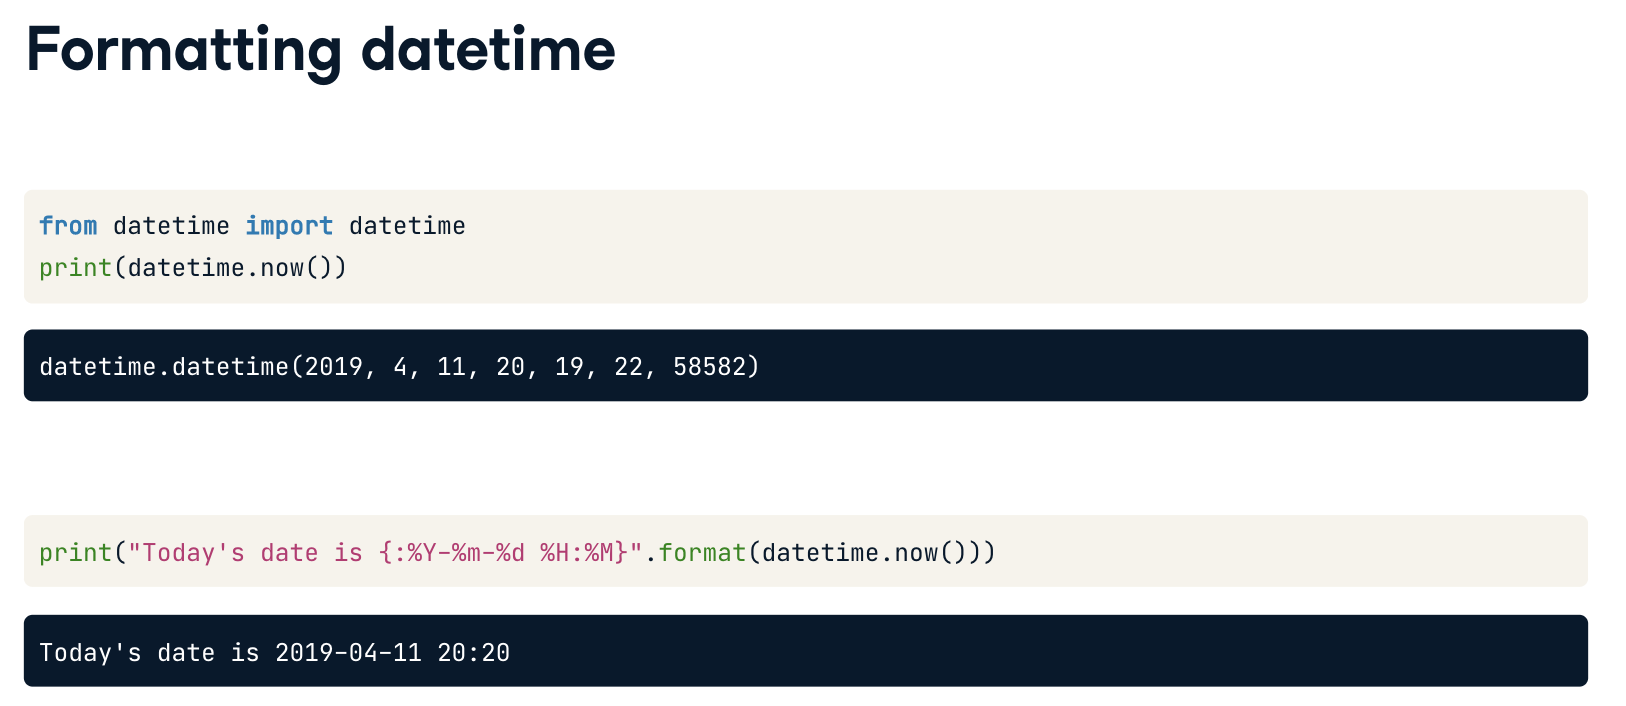 Formatting datetime
from datetime import datetime
print(datetime.now())
datetime.datetime(2019, 4, 11, 20, 19, 22, 58582)
print("Today's date is {:%Y-%m-%d %H:%M}".format(datetime.now()))
Today's date is 2019-04-11 20:20